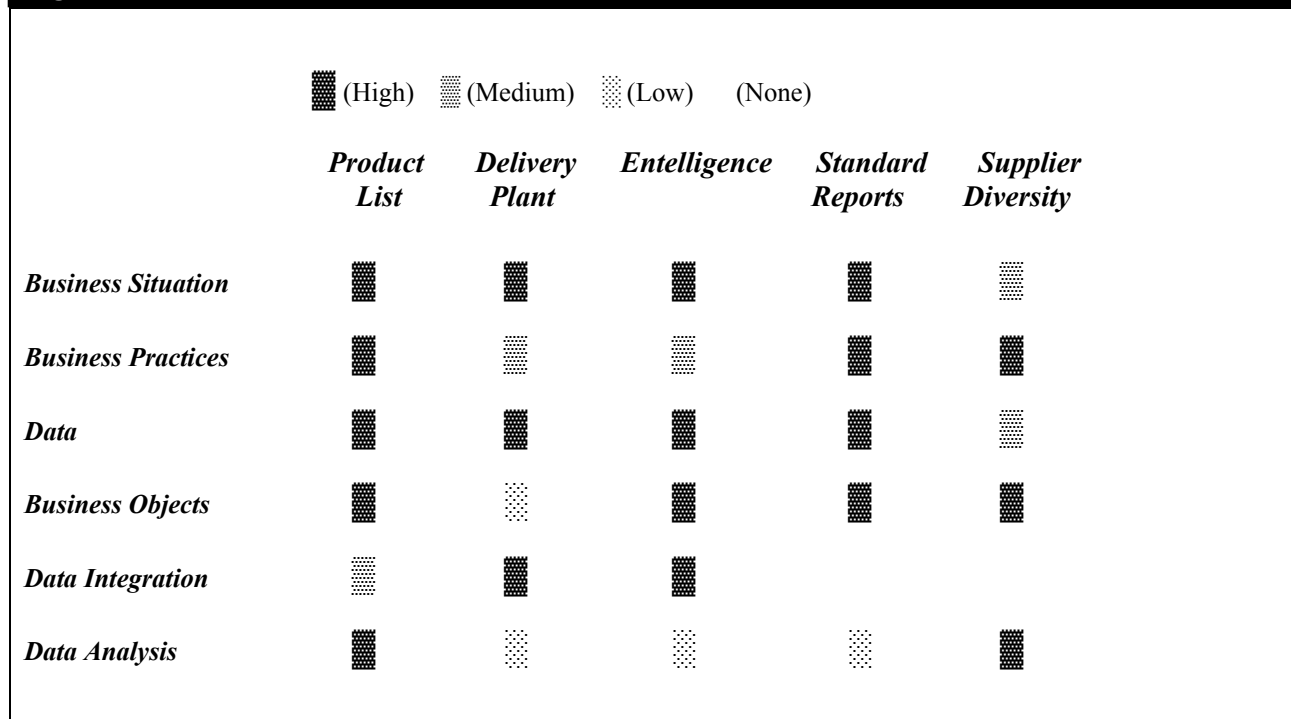 (High) (Medium) (Low) (None)
Product Delivery Entelligence Standard Supplier
List Plant Reports Diversity
Business Situation
Business Practices
Data
Business Objects
Data Integration
Data Analysis